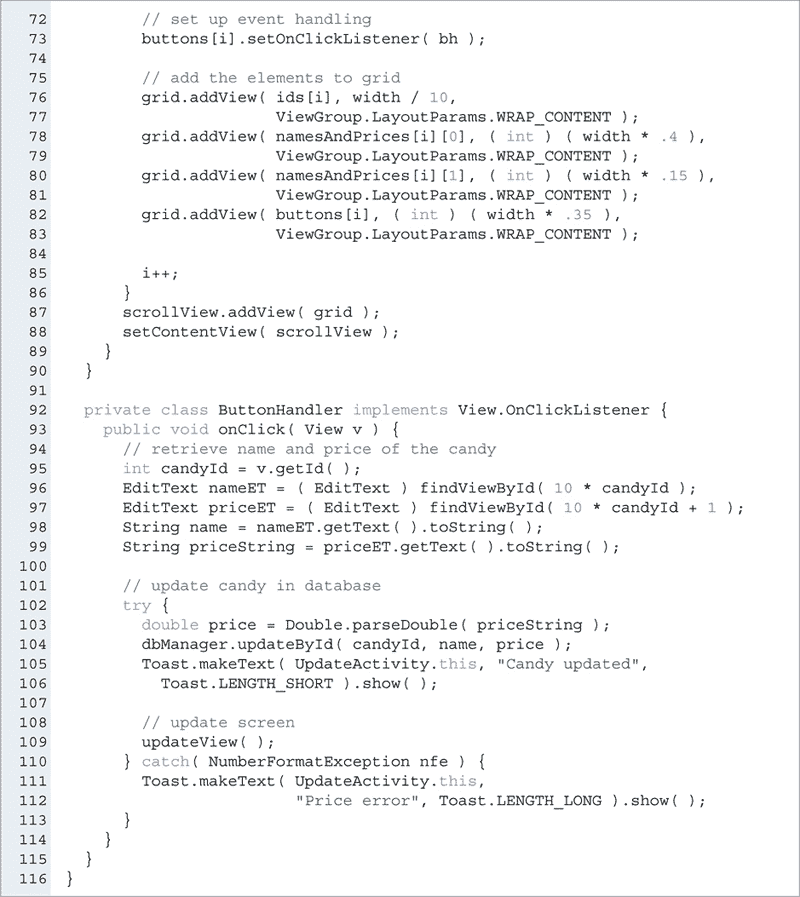 72 // set up event handling
73 buttons[i].setOnClickListener( bh );
74
75 // add the elements to grid
76 grid.addView( ids[i], width / 10,
77 ViewGroup.LayoutParams.WRAP_CONTENT );
78 grid.addView( namesAndPrices[i][0], ( int ) ( width * .4 ),
79 ViewGroup.LayoutParams.WRAP_CONTENT );
80 grid.addView( namesAndPrices[i][1], ( int ) ( width * .15 ),
81 ViewGroup.LayoutParams.WRAP_CONTENT );
82 grid.addView( buttons[i], ( int ) ( width * .35 ),
83 ViewGroup.LayoutParams.WRAP_CONTENT );
84
85 i++;
86 }
87 scrollView.addView( grid );
88 setContentView( scrollView );
89 }
90 }
91
92 private class ButtonHandler implements View.OnClickListener {
93 public void onClick( View v ) {
94 // retrieve name and price of the candy
95 int candyId = v.getId( );
96 EditText nameET = ( EditText ) findViewById( 10 * candyId );
97 EditText priceET = ( EditText ) findViewById( 10 * candyId + 1 );
98 String name = nameET.getText( ).toString( );
99 String priceString = priceET.getText( ).toString( );
100
101 // update candy in database
102 try {
103 double price = Double.parseDouble( priceString );
104 dbManager.updateById( candyId, name, price );
105 Toast.makeText( UpdateActivity.this, "Candy updated",
106 Toast.LENGTH_SHORT ).show( );
107
108 // update screen
109 updateView( );
110 } catch( NumberFormatException nfe ) {
111 Toast.makeText( UpdateActivity.this,
112 "Price error", Toast.LENGTH_LONG ).show( );
113 }
114 }
115 }
116 }